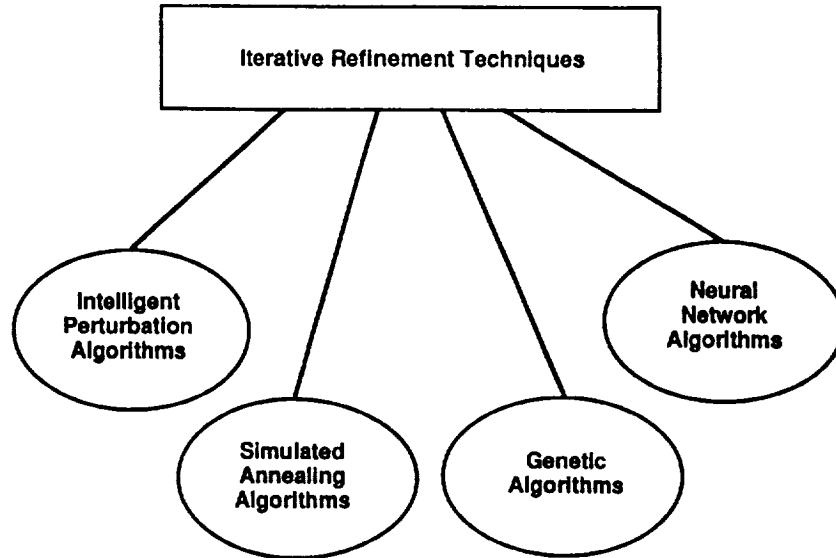 Iterative Refinement Techniques
Intelligent
Perturbation
Algorithms
Simulated
Annealing
Algorithms
Genetic
Algorithms
Neural
Network
Algorithms